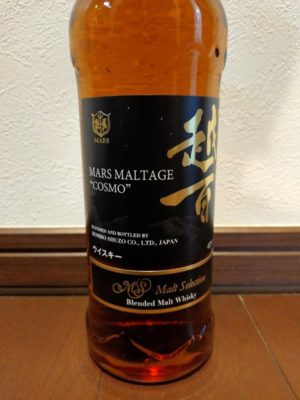 MARS
MARS MALTAGE
"COSMO"
越百
BLENDED AND BOTTLED BY
HOMBO SHUZO CO., LTD., JAPAN
ウイスキー
Malt Selection
Blended Malt Whisky